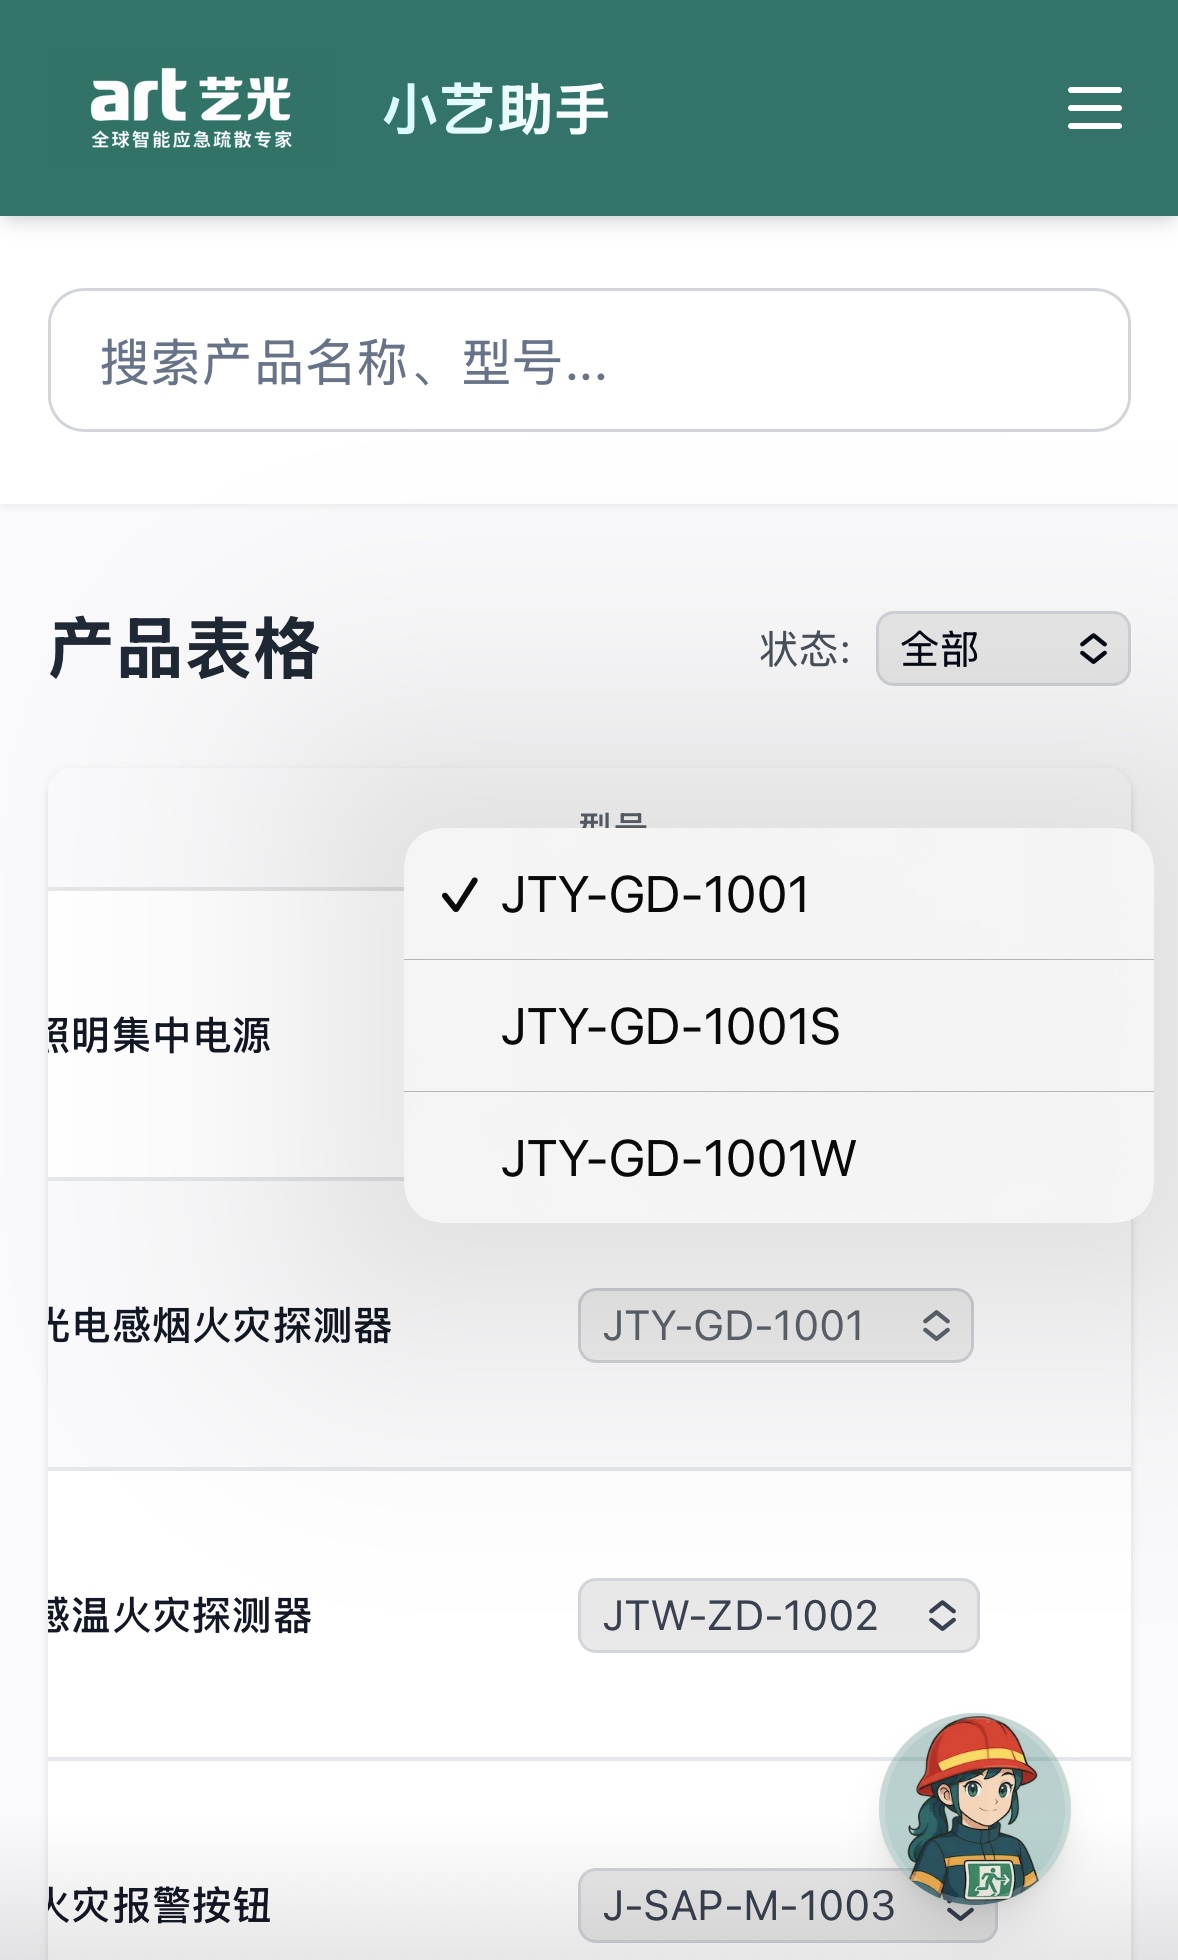 art 艺光
全球智能应急疏散专家
小艺助手
搜索产品名称、型号...
产品表格
状态:
全部
型号
JTY-GD-1001
JTY-GD-1001S
JTY-GD-1001W
照明集中电源
光电感烟火灾探测器
JTY-GD-1001
感温火灾探测器
JTW-ZD-1002
火灾报警按钮
J-SAP-M-1003